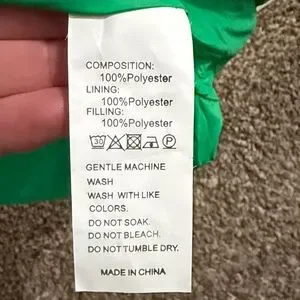 COMPOSITION:
100%Polyester
LINING:
100%Polyester
FILLING:
100%Polyester
30 P
GENTLE MACHINE
WASH
WASH WITH LIKE
COLORS.
DO NOT SOAK.
DO NOT BLEACH.
DO NOT TUMBLE DRY.
MADE IN CHINA